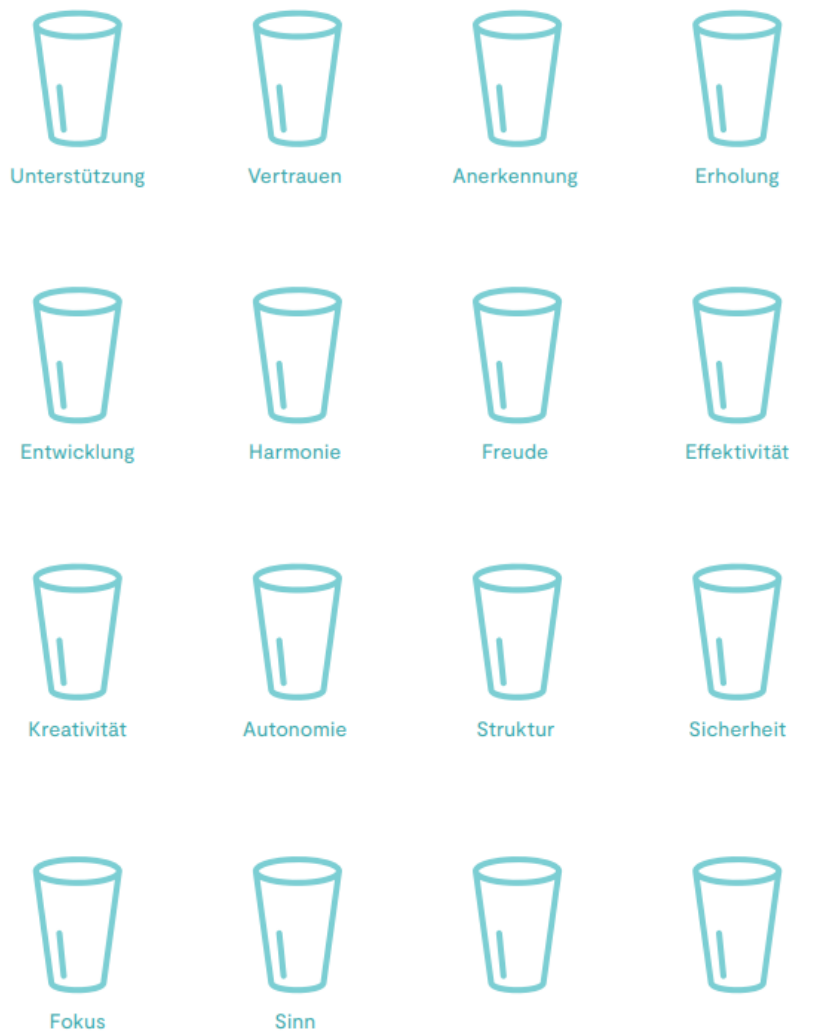 Unterstützung
Vertrauen
Anerkennung
Erholung
Entwicklung
Harmonie
Freude
Effektivität
Kreativität
Autonomie
Struktur
Sicherheit
Fokus
Sinn